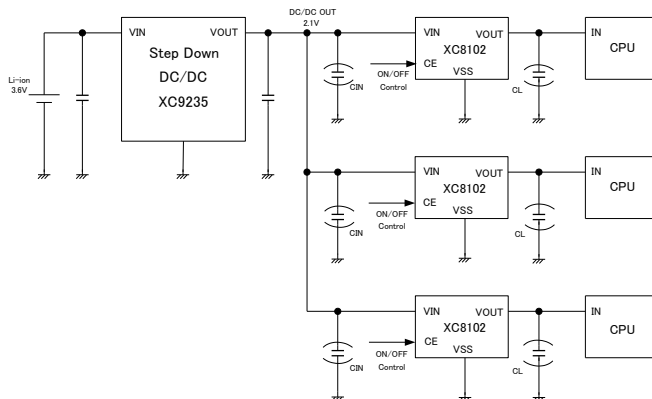 DC/DC OUT
2.1V
VIN VOUT
Step Down
DC/DC
XC9235
Li-ion
3.6V
VIN VOUT
XC8102
CE
VSS
CIN
ON/OFF
Control
CL
IN
CPU
VIN VOUT
XC8102
CE
VSS
CIN
ON/OFF
Control
CL
IN
CPU
VIN VOUT
XC8102
CE
VSS
CIN
ON/OFF
Control
CL
IN
CPU